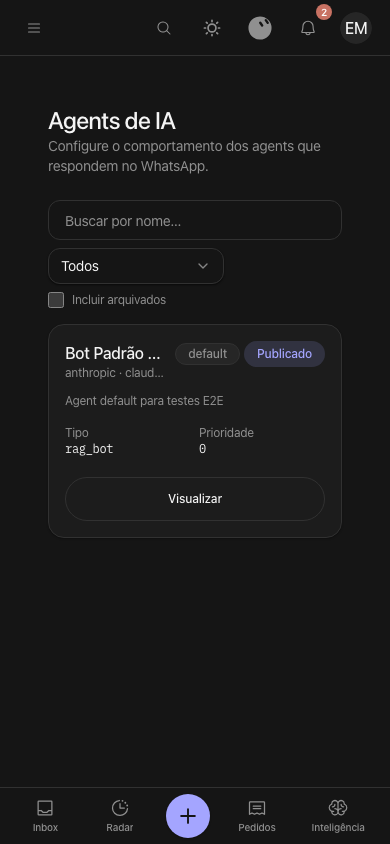 2
EM
Agents de IA
Configure o comportamento dos agents que
respondem no WhatsApp.
Buscar por nome...
Todos
Incluir arquivados
Bot Padrão ...
default
Publicado
anthropic · claud...
Agent default para testes E2E
Tipo
Prioridade
rag_bot
0
Visualizar
Inbox
Radar
Pedidos
Inteligência